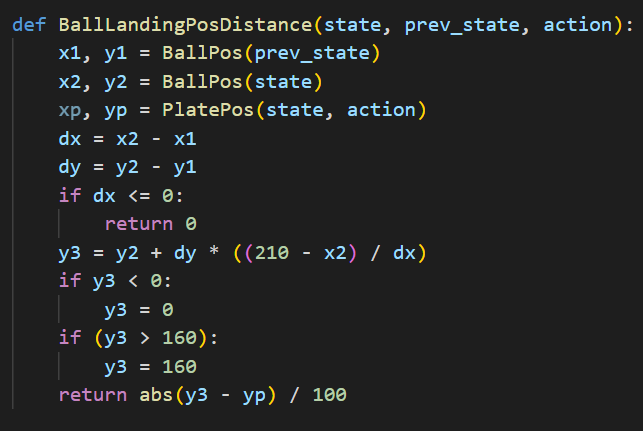 def BallLandingPosDistance(state, prev_state, action):
    x1, y1 = BallPos(prev_state)
    x2, y2 = BallPos(state)
    xp, yp = PlatePos(state, action)
    dx = x2 - x1
    dy = y2 - y1
    if dx <= 0:
        return 0
    y3 = y2 + dy * ((210 - x2) / dx)
    if y3 < 0:
        y3 = 0
    if (y3 > 160):
        y3 = 160
    return abs(y3 - yp) / 100